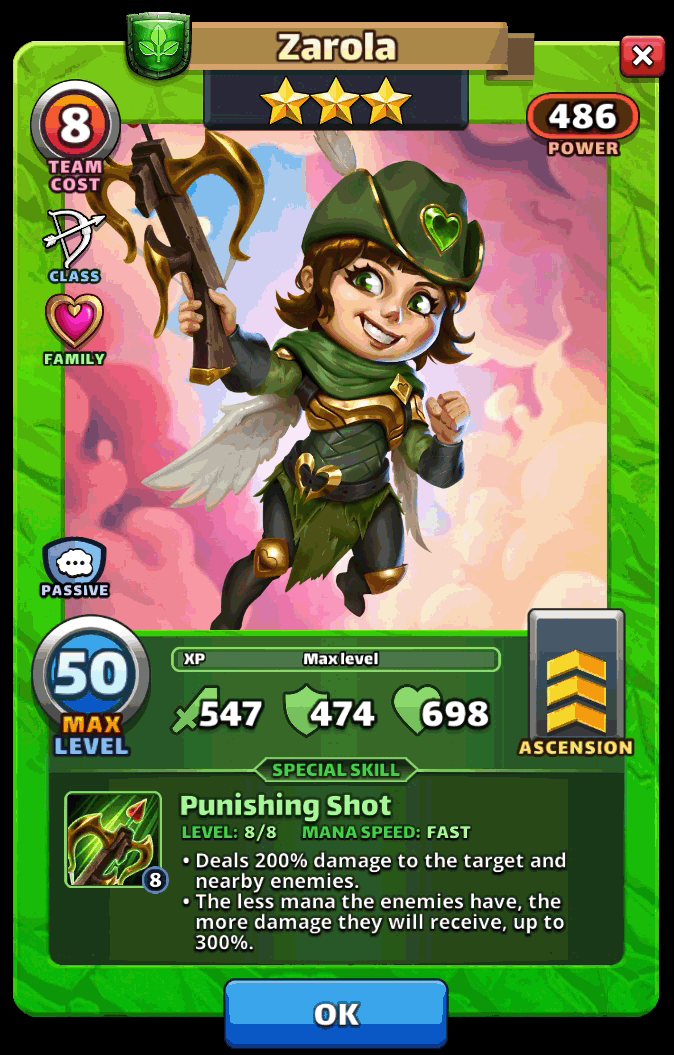 Zarola
8
TEAM
COST
486
POWER
CLASS
FAMILY
PASSIVE
50
MAX
LEVEL
XP Max level
547 474 698
ASCENSION
SPECIAL SKILL
Punishing Shot
LEVEL: 8/8 MANA SPEED: FAST
8
• Deals 200% damage to the target and
nearby enemies.
• The less mana the enemies have, the
more damage they will receive, up to
300%.
OK